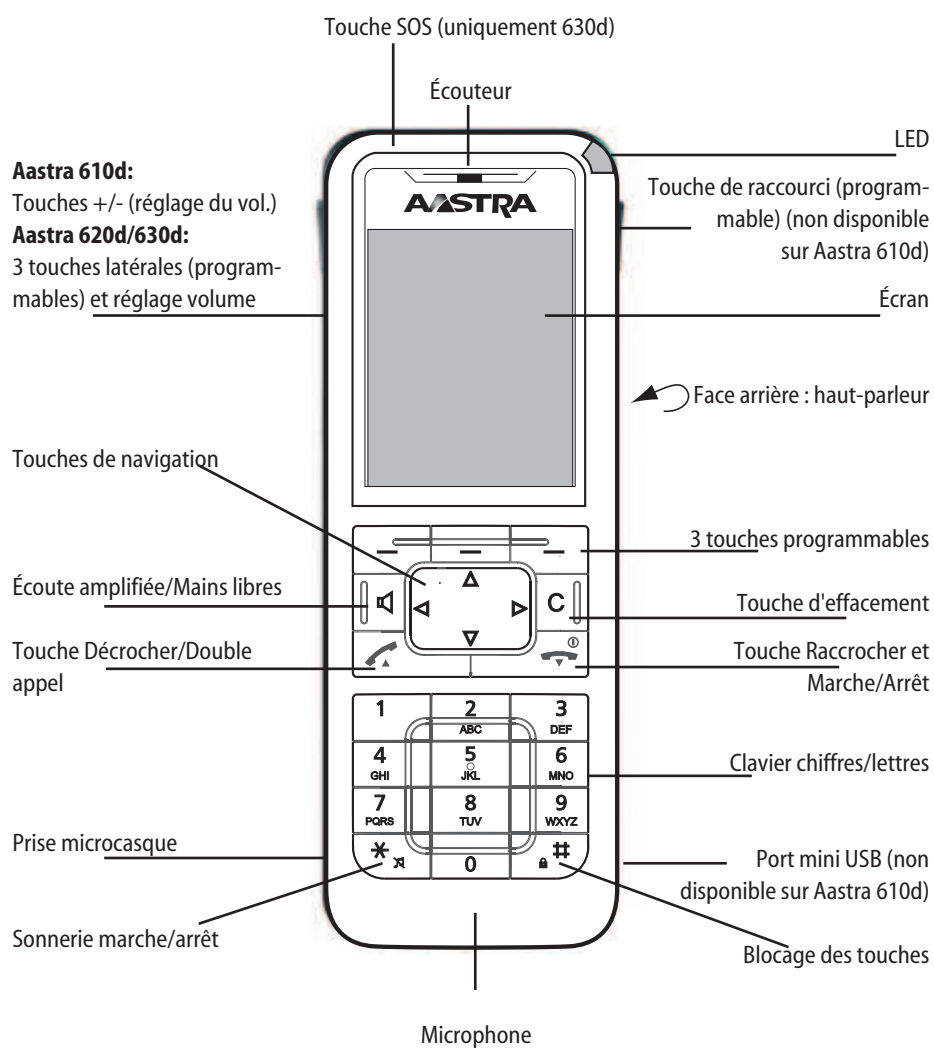 Touche SOS (uniquement 630d)
Écouteur
LED
Aastra 610d:
Touches +/- (réglage du vol.)
Aastra 620d/630d:
3 touches latérales (program-
mables) et réglage volume
Touche de raccourci (program-
mable) (non disponible
sur Aastra 610d)
AASTRA
Écran
Face arrière : haut-parleur
Touches de navigation
3 touches programmables
Écoute amplifiée/Mains libres
C
Touche d'effacement
Touche Décrocher/Double
appel
Touche Raccrocher et
Marche/Arrêt
1 2 3
ABC DEF
4 5 6
GHI JKL MNO
Clavier chiffres/lettres
7 8 9
PQRS TUV WXYZ
* 0 #
Prise microcasque
Port mini USB (non
disponible sur Aastra 610d)
Sonnerie marche/arrêt
Blocage des touches
Microphone